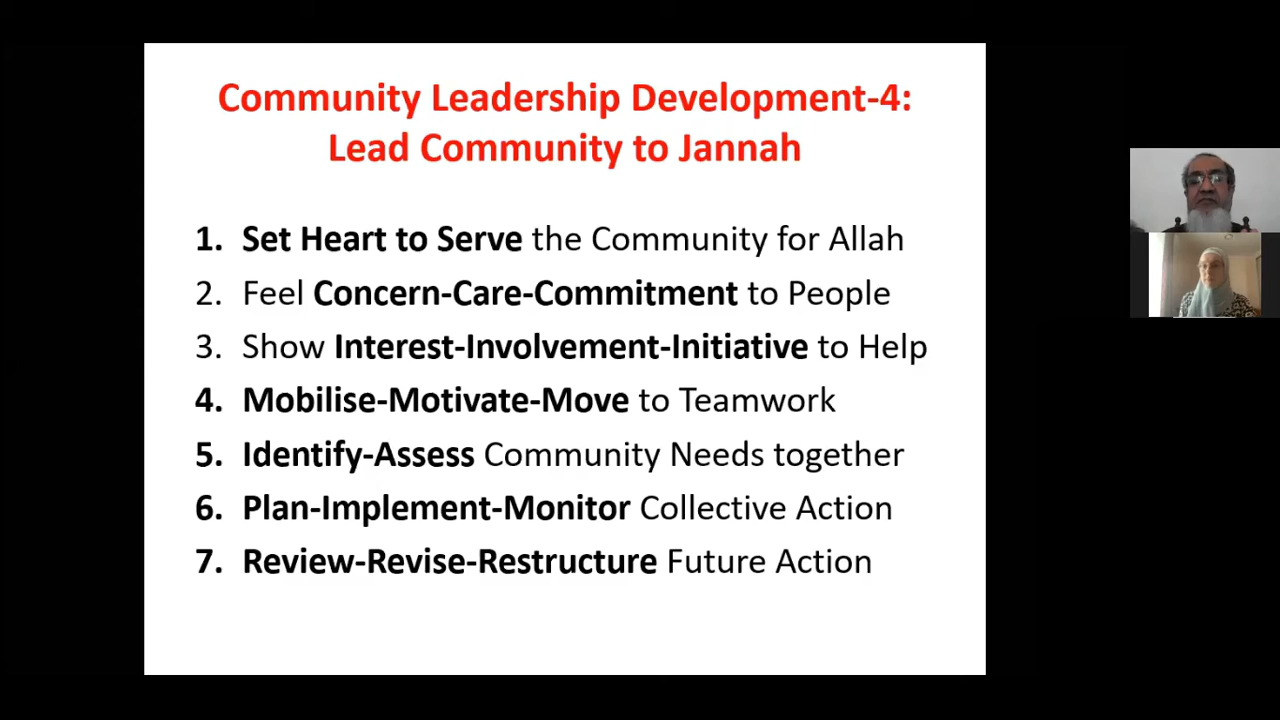 Community Leadership Development-4:
Lead Community to Jannah
1. Set Heart to Serve the Community for Allah
2. Feel Concern-Care-Commitment to People
3. Show Interest-Involvement-Initiative to Help
4. Mobilise-Motivate-Move to Teamwork
5. Identify-Assess Community Needs together
6. Plan-Implement-Monitor Collective Action
7. Review-Revise-Restructure Future Action